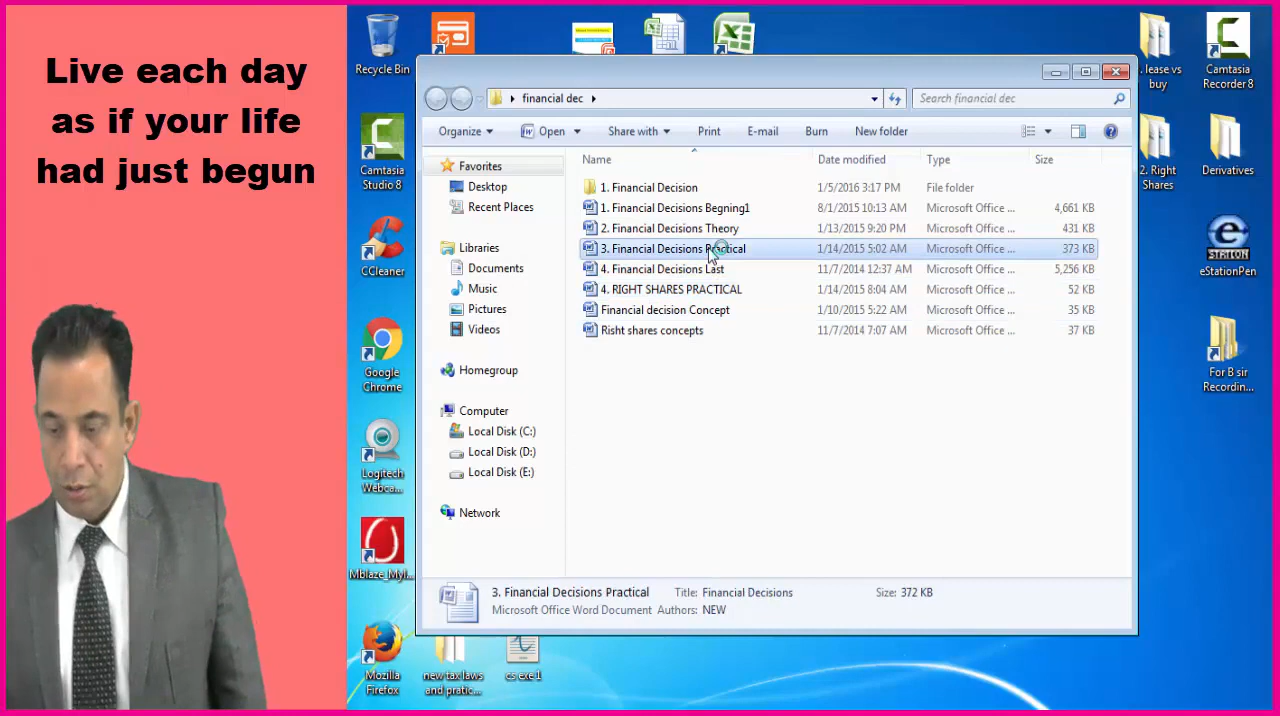 Live each day
as if your life
had just begun
Recycle Bin
Camtasia
Studio 8
CCleaner
Google
Chrome
Logitech
Webca...
Mblaze_MyI...
Mozilla
Firefox
new tax laws
and pratic...
cs exe 1
financial dec
Search financial dec
Organize
Open
Share with
Print
E-mail
Burn
New folder
Favorites
Desktop
Recent Places
Libraries
Documents
Music
Pictures
Videos
Homegroup
Computer
Local Disk (C:)
Local Disk (D:)
Local Disk (E:)
Network
Name Date modified Type Size
1. Financial Decision 1/5/2016 3:17 PM File folder
1. Financial Decisions Begning1 8/1/2015 10:13 AM Microsoft Office ... 4,661 KB
2. Financial Decisions Theory 1/13/2015 9:20 PM Microsoft Office ... 431 KB
3. Financial Decisions Practical 1/14/2015 5:02 AM Microsoft Office ... 373 KB
4. Financial Decisions Last 11/7/2014 12:37 AM Microsoft Office ... 5,256 KB
4. RIGHT SHARES PRACTICAL 1/14/2015 8:04 AM Microsoft Office ... 52 KB
Financial decision Concept 1/10/2015 5:22 AM Microsoft Office ... 35 KB
Risht shares concepts 11/7/2014 7:07 AM Microsoft Office ... 37 KB
3. Financial Decisions Practical Title: Financial Decisions Size: 372 KB
Microsoft Office Word Document Authors: NEW
. lease vs
buy
Camtasia
Recorder 8
2. Right
Shares
Derivatives
STATION
eStationPen
For B sir
Recordin...